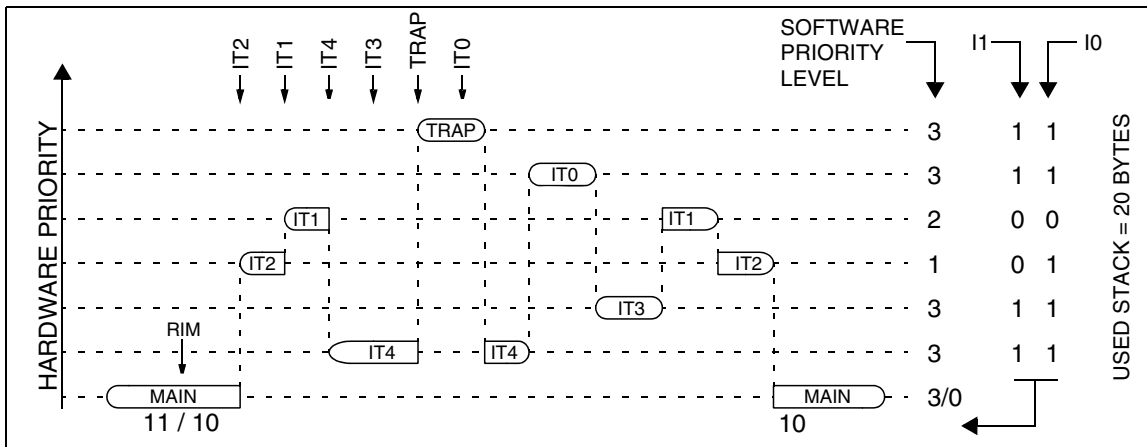 IT2
IT1
IT4
IT3
TRAP
IT0
SOFTWARE
PRIORITY
LEVEL
I1
I0
HARDWARE PRIORITY
TRAP
3
1 1
IT0
3
1 1
IT1
IT1
2
0 0
IT2
IT2
1
0 1
IT3
3
1 1
RIM
IT4
IT4
3
1 1
MAIN
MAIN
3/0
11 / 10
10
USED STACK = 20 BYTES